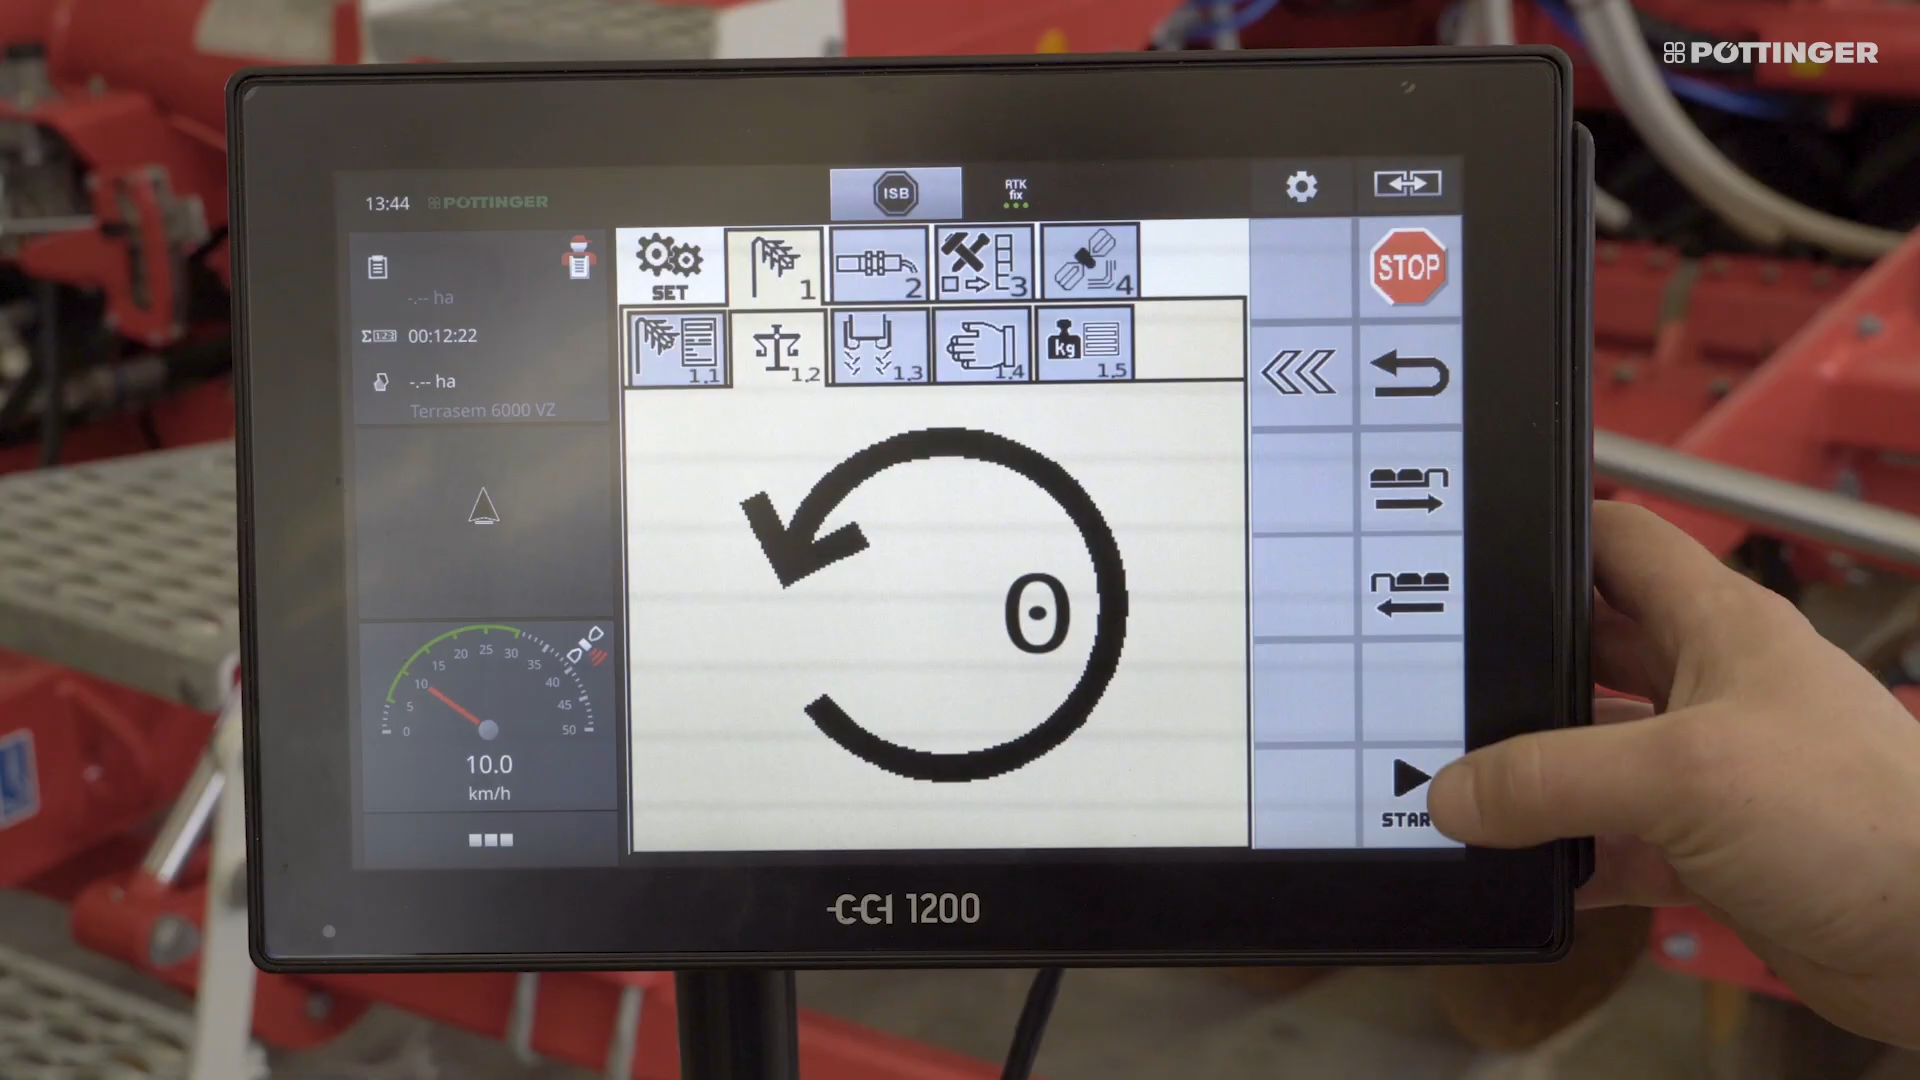 PÖTTINGER
13:44
PÖTTINGER
ISB
RTK
fix
-.-- ha
Σ 123 00:12:22
-.-- ha
Terrasem 6000 VZ
SET
1
2
3
4
1.1
1.2
1.3
1.4
kg
1.5
STOP
0
0 5 10 15 20 25 30 35 40 45 50
10.0
km/h
STAR
CCI 1200